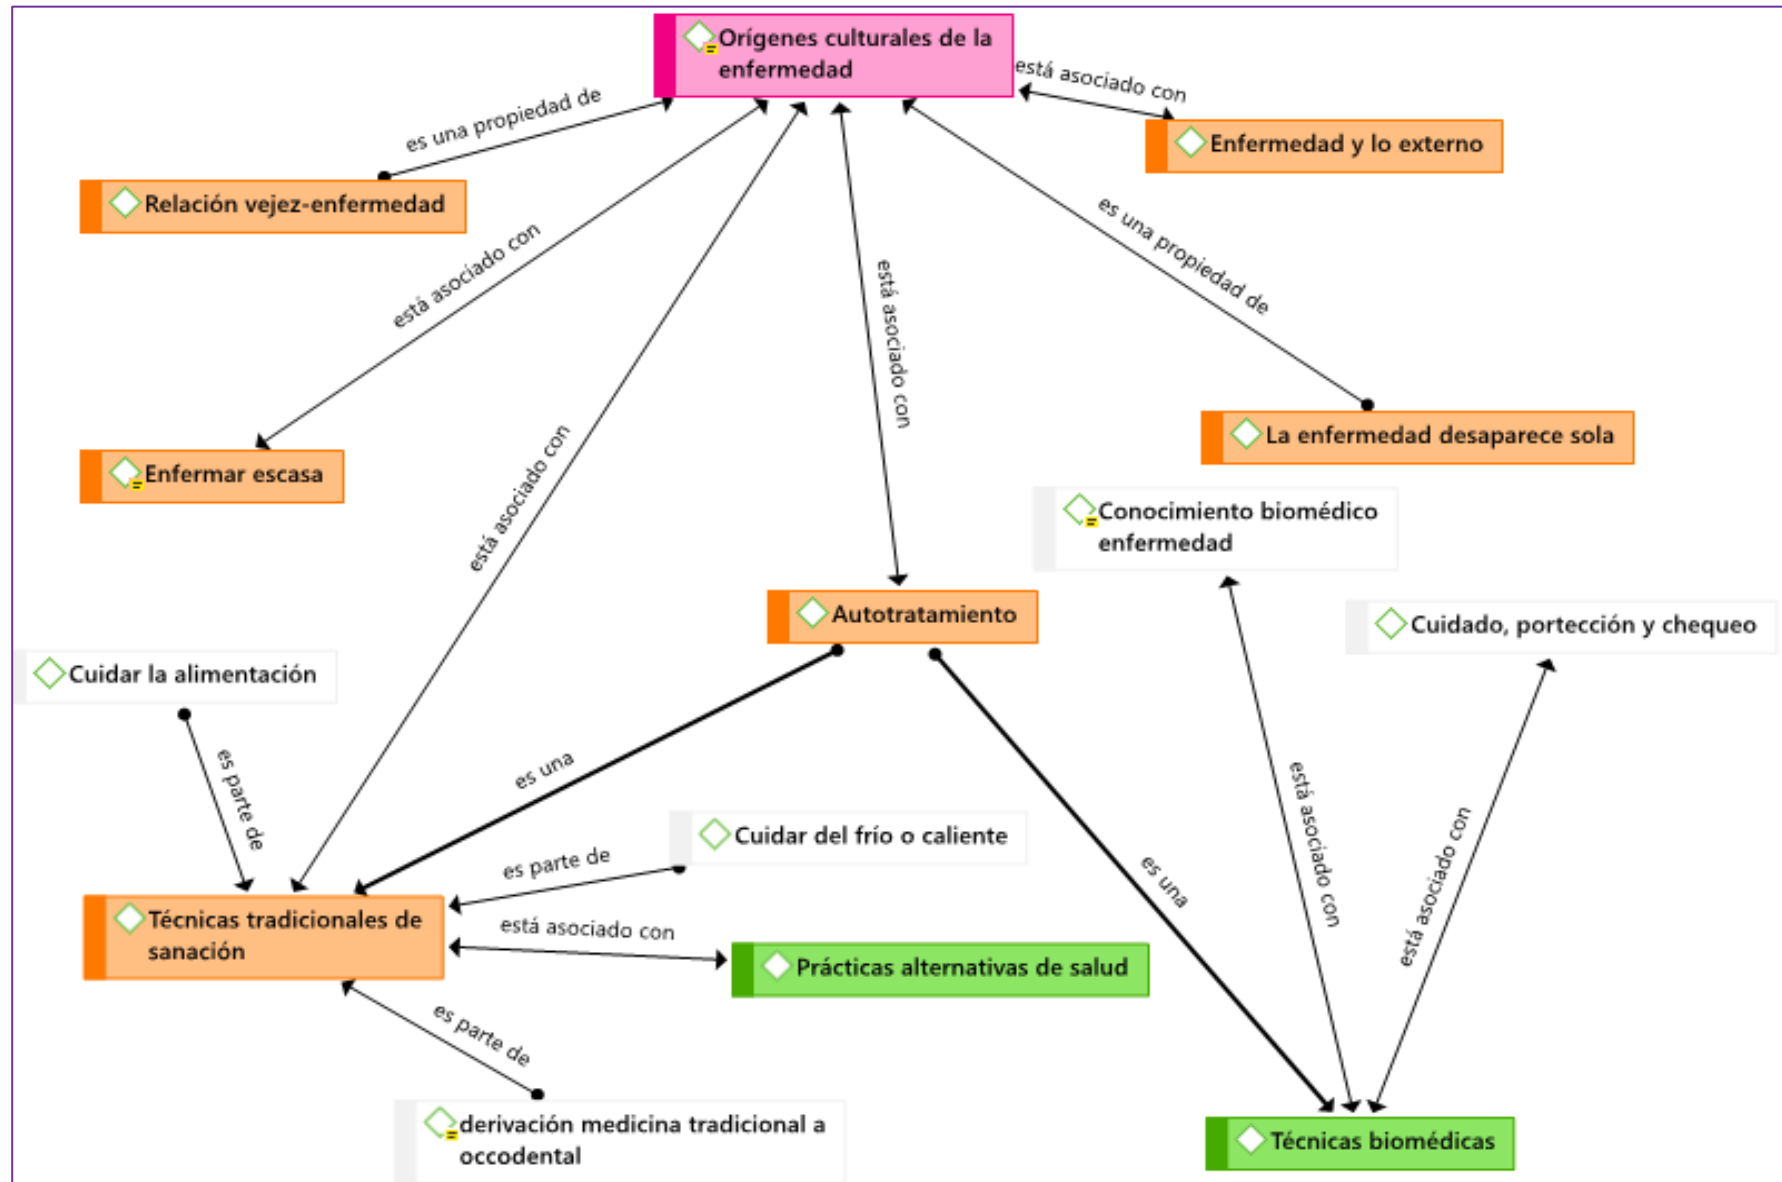 Orígenes culturales de la
enfermedad
está asociado con
es una propiedad de
Enfermedad y lo externo
Relación vejez-enfermedad
está asociado con
está asociado con
es una propiedad de
La enfermedad desaparece sola
Enfermar escasa
está asociado con
Conocimiento biomédico
enfermedad
Autotratamiento
Cuidado, portección y chequeo
Cuidar la alimentación
es parte de
es una
Cuidar del frío o caliente
es parte de
es una
está asociado con
está asociado con
Técnicas tradicionales de
sanación
está asociado con
Prácticas alternativas de salud
es parte de
derivación medicina tradicional a
occodental
Técnicas biomédicas